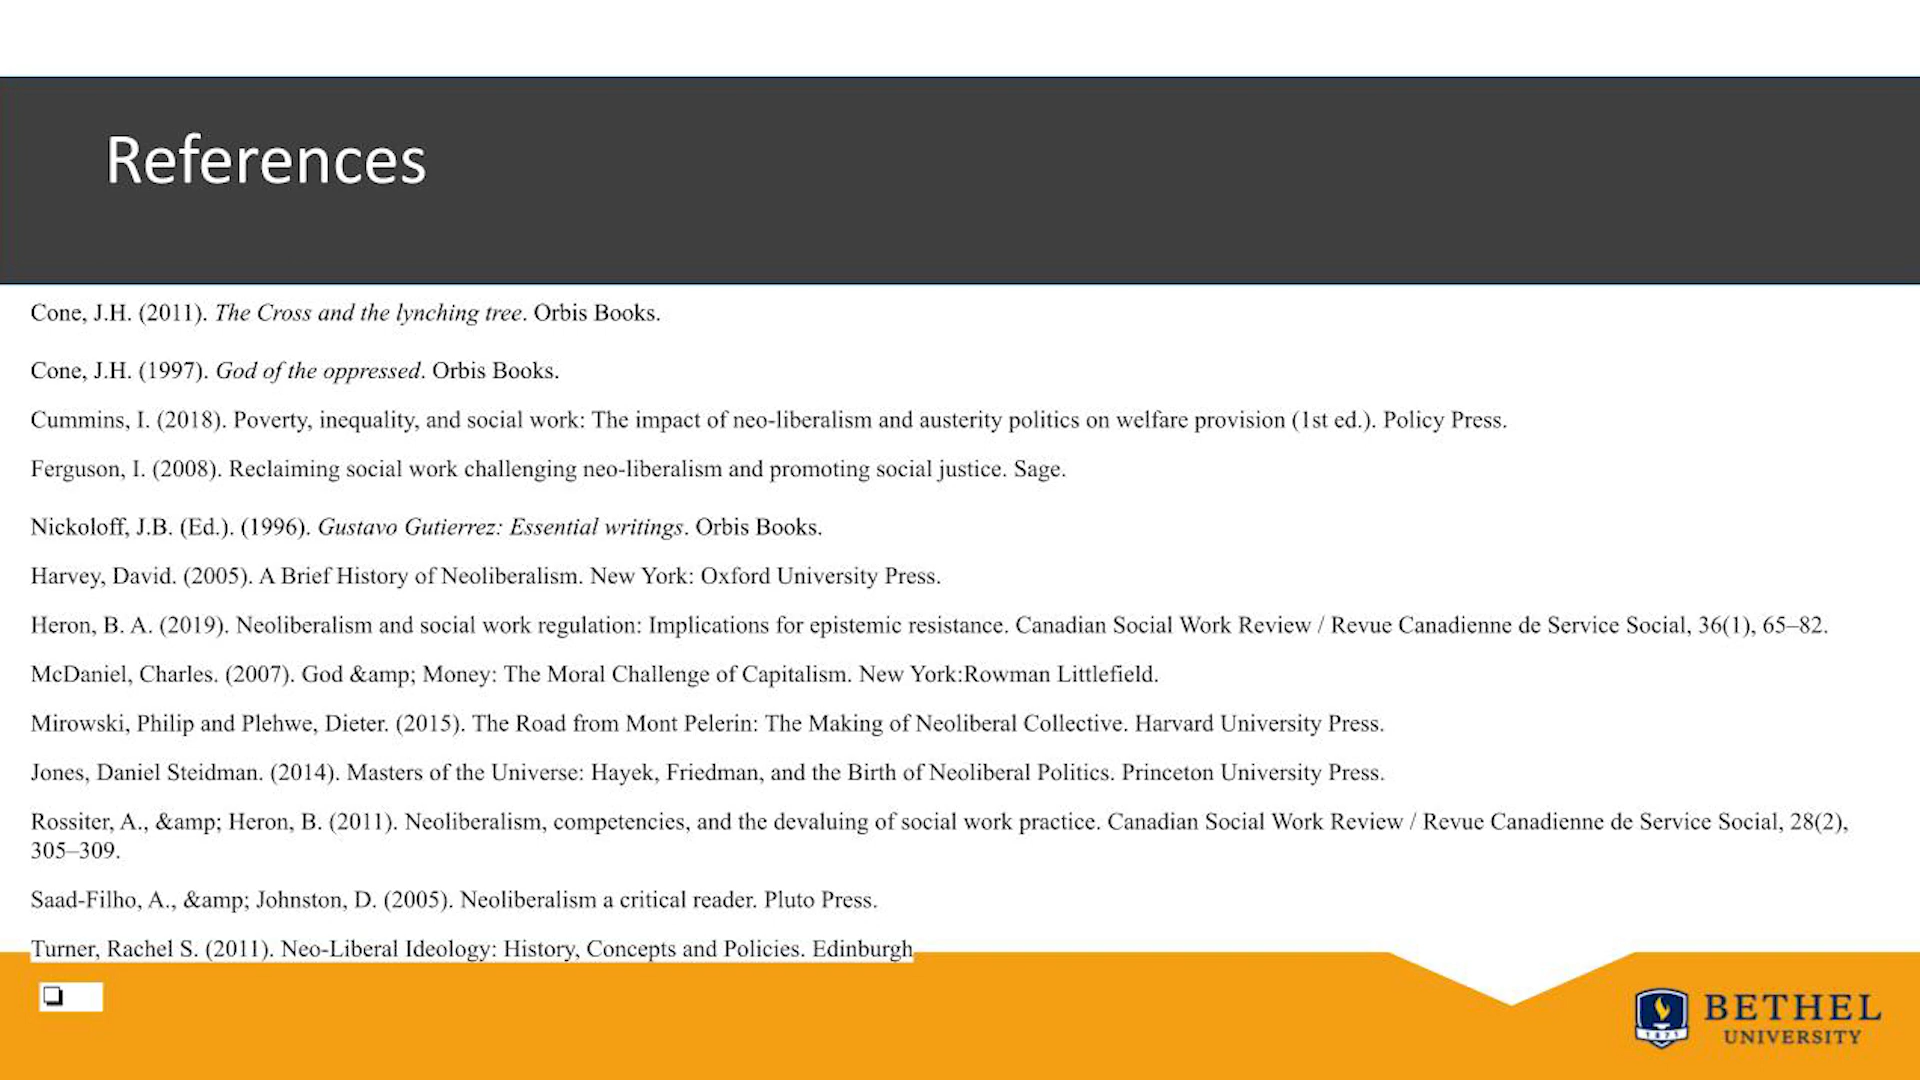 References
Cone, J.H. (2011). The Cross and the lynching tree. Orbis Books.
Cone, J.H. (1997). God of the oppressed. Orbis Books.
Cummins, I. (2018). Poverty, inequality, and social work: The impact of neo-liberalism and austerity politics on welfare provision (1st ed.). Policy Press.
Ferguson, I. (2008). Reclaiming social work challenging neo-liberalism and promoting social justice. Sage.
Nickoloff, J.B. (Ed.). (1996). Gustavo Gutierrez: Essential writings. Orbis Books.
Harvey, David. (2005). A Brief History of Neoliberalism. New York: Oxford University Press.
Heron, B. A. (2019). Neoliberalism and social work regulation: Implications for epistemic resistance. Canadian Social Work Review / Revue Canadienne de Service Social, 36(1), 65–82.
McDaniel, Charles. (2007). God &amp; Money: The Moral Challenge of Capitalism. New York:Rowman Littlefield.
Mirowski, Philip and Plehwe, Dieter. (2015). The Road from Mont Pelerin: The Making of Neoliberal Collective. Harvard University Press.
Jones, Daniel Steidman. (2014). Masters of the Universe: Hayek, Friedman, and the Birth of Neoliberal Politics. Princeton University Press.
Rossiter, A., &amp; Heron, B. (2011). Neoliberalism, competencies, and the devaluing of social work practice. Canadian Social Work Review / Revue Canadienne de Service Social, 28(2),
305–309.
Saad-Filho, A., &amp; Johnston, D. (2005). Neoliberalism a critical reader. Pluto Press.
Turner, Rachel S. (2011). Neo-Liberal Ideology: History, Concepts and Policies. Edinburgh
1871
BETHEL
UNIVERSITY